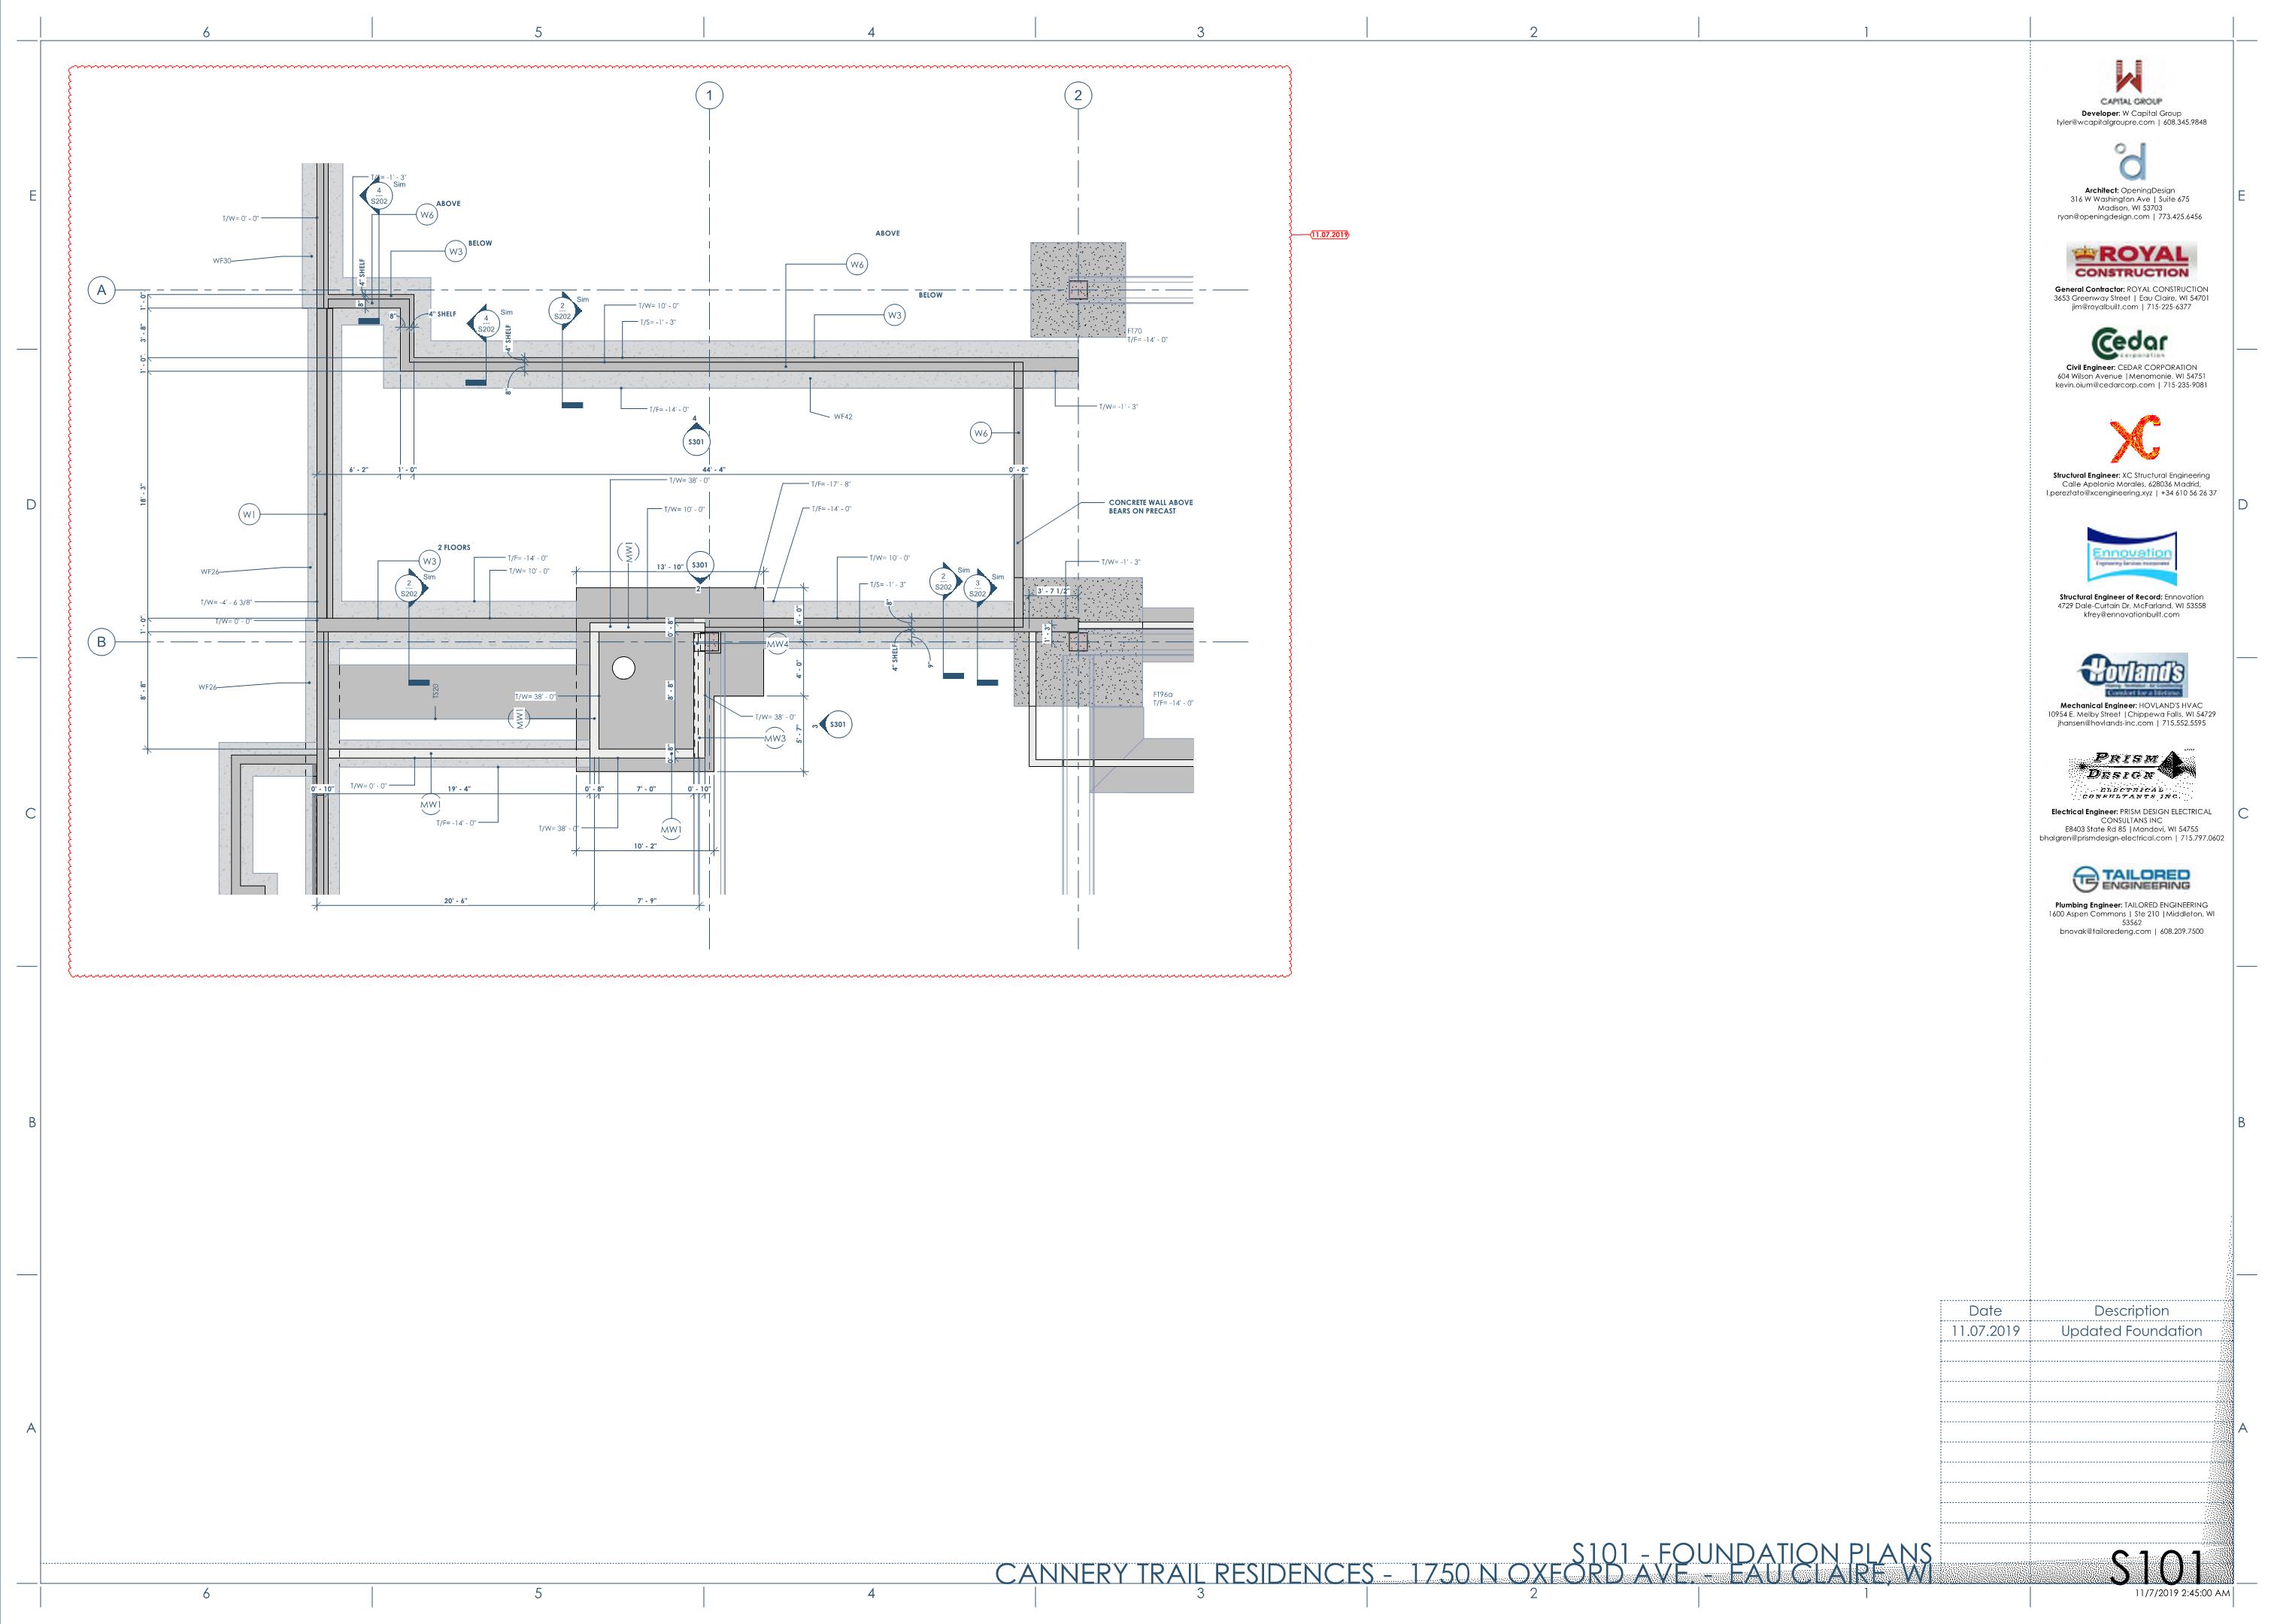 6
5
4
3
2
1
E
D
C
B
A
1
2
A
B
T/S= -1' - 3"
4
S202
Sim
ABOVE
W6
T/W= 0' - 0"
BELOW
W3
WF30
4" SHELF
8"
8"
4" SHELF
4
S202
Sim
2
S202
Sim
4" SHELF
8"
T/W= 10' - 0"
T/S= -1' - 3"
ABOVE
W6
BELOW
W3
FT70
T/F= -14' - 0"
T/F= -14' - 0"
WF42
T/W= -1' - 3"
4
S301
W6
1' - 0"
3' - 8"
1' - 0"
18' - 3"
1' - 0"
8' - 8"
6' - 2"
1' - 0"
44' - 4"
0' - 8"
T/W= 38' - 0"
T/F= -17' - 8"
T/W= 10' - 0"
T/F= -14' - 0"
CONCRETE WALL ABOVE
BEARS ON PRECAST
W1
2 FLOORS
W3
2
S202
Sim
T/F= -14' - 0"
T/W= 10' - 0"
MW1
13' - 10"
S301
2
T/W= 10' - 0"
T/S= -1' - 3"
2
S202
Sim
3
S202
Sim
T/W= -1' - 3"
3' - 7 1/2"
1' - 3"
WF26
T/W= -4' - 6 3/8"
T/W= 0' - 0"
WF26
4' - 0"
4' - 0"
5' - 7"
8"
4" SHELF
9"
MW4
0' - 8"
8' - 8"
0' - 8"
TS20
T/W= 38' - 0"
MW1
T/W= 38' - 0"
MW3
3
S301
FT96a
T/F= -14' - 0"
0' - 10"
T/W= 0' - 0"
19' - 4"
0' - 8"
7' - 0"
0' - 10"
MW1
T/F= -14' - 0"
T/W= 38' - 0"
MW1
10' - 2"
20' - 6"
7' - 9"
11.07.2019
CAPITAL GROUP
Developer: W Capital Group
tyler@wcapitalgroupre.com | 608.345.9848
Architect: OpeningDesign
316 W Washington Ave | Suite 675
Madison, WI 53703
ryan@openingdesign.com | 773.425.6456
ROYAL
CONSTRUCTION
General Contractor: ROYAL CONSTRUCTION
3653 Greenway Street | Eau Claire, WI 54701
jim@royalbuilt.com | 715-225-6377
Cedar
corporation
Civil Engineer: CEDAR CORPORATION
604 Wilson Avenue |Menomonie, WI 54751
kevin.oium@cedarcorp.com | 715-235-9081
XC
Structural Engineer: XC Structural Engineering
Calle Apolonio Morales, 628036 Madrid,
l.pereztato@xcengineering.xyz | +34 610 56 26 37
Ennovation
Engineering Services Incorporated
Structural Engineer of Record: Ennovation
4729 Dale-Curtain Dr, McFarland, WI 53558
kfrey@ennovationbuilt.com
Hovland's
Comfort for a lifetime
Mechanical Engineer: HOVLAND'S HVAC
10954 E. Melby Street |Chippewa Falls, WI 54729
jhansen@hovlands-inc.com | 715.552.5595
PRISM
DESIGN
ELECTRICAL
CONSULTANTS INC.
Electrical Engineer: PRISM DESIGN ELECTRICAL
CONSULTANS INC
E8403 State Rd 85 |Mondovi, WI 54755
bhalgren@prismdesign-electrical.com | 715.797.0602
TAILORED
ENGINEERING
Plumbing Engineer: TAILORED ENGINEERING
1600 Aspen Commons | Ste 210 |Middleton, WI
53562
bnovak@tailoredeng.com | 608.209.7500
Date Description
11.07.2019 Updated Foundation
S101 - FOUNDATION PLANS
CANNERY TRAIL RESIDENCES - 1750 N OXFORD AVE. - EAU CLAIRE, WI
S101
11/7/2019 2:45:00 AM
E
D
C
B
A
6
5
4
3
2
1